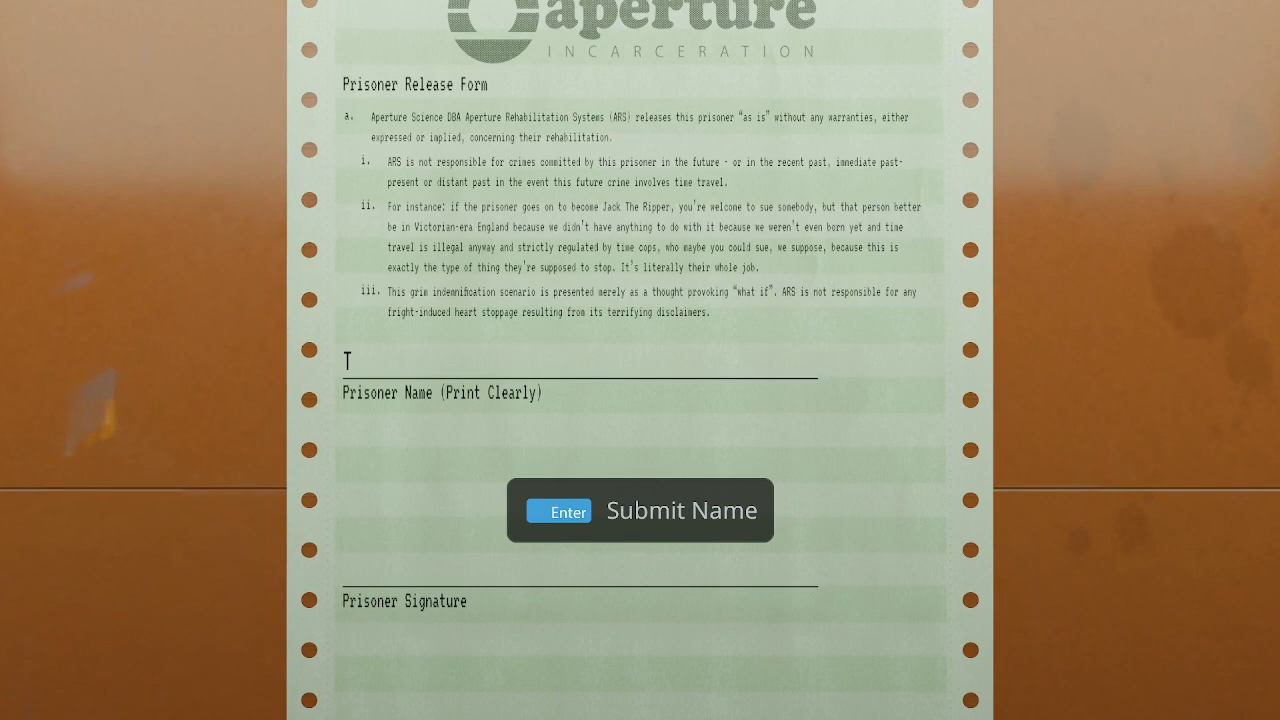 aperture
INCARCERATION
Prisoner Release Form
a. Aperture Science DBA Aperture Rehabilitation Systems (ARS) releases this prisoner “as is” without any warranties, either
expressed or implied, concerning their rehabilitation.
i. ARS is not responsible for crimes committed by this prisoner in the future - or in the recent past, immediate past-
present or distant past in the event this future crime involves time travel.
ii. For instance: if the prisoner goes on to become Jack The Ripper, you're welcome to sue somebody, but that person better
be in Victorian-era England because we didn't have anything to do with it because we weren't even born yet and time
travel is illegal anyway and strictly regulated by time cops, who maybe you could sue, we suppose, because this is
exactly the type of thing they're supposed to stop. It's literally their whole job.
iii. This grim indemnification scenario is presented merely as a thought provoking “what if”. ARS is not responsible for any
fright-induced heart stoppage resulting from its terrifying disclaimers.
T
Prisoner Name (Print Clearly)
Enter Submit Name
Prisoner Signature